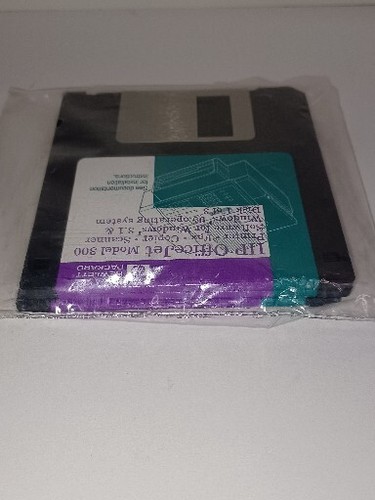 HEWLETT
PACKARD
HP OfficeJet Model 300
Printer · Fax · Copier · Scanner
Software for Windows® 3.1 &
Windows® 95 operating system
See documentation
for installation
instructions.